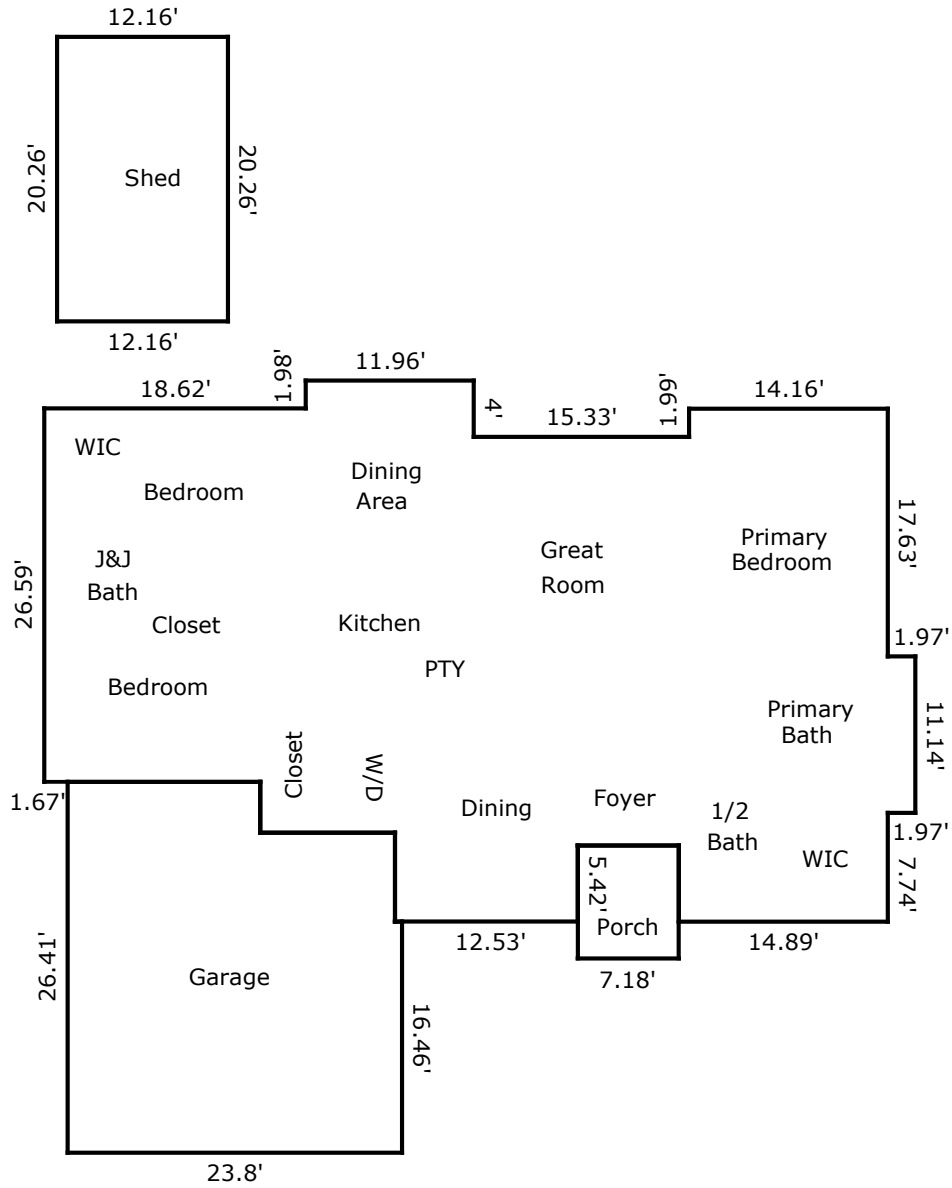 12.16'
20.26'
Shed
20.26'
12.16'
18.62'
1.98'
11.96'
4'
15.33'
1.99'
14.16'
WIC
Bedroom
Dining
Area
17.63'
J&J
Bath
Great
Room
Primary
Bedroom
26.59'
Closet
Kitchen
1.97'
Bedroom
PTY
Primary
Bath
11.14'
Closet
W/D
1.67'
Dining
Foyer
1/2
Bath
1.97'
WIC
7.74'
5.42'
Porch
12.53'
14.89'
7.18'
26.41'
Garage
16.46'
23.8'